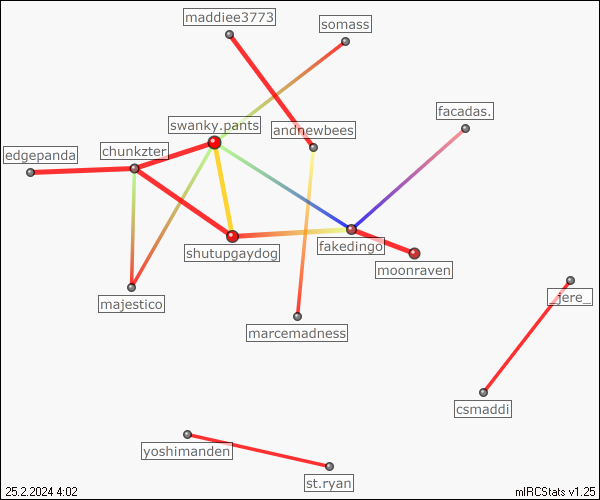 maddiee3773
somass
facadas.
swanky.pants
andnewbees
chunkzter
edgepanda
fakedingo
shutupgaydog
moonraven
_jere_
majestico
marcemadness
csmaddi
yoshimanden
st.ryan
25.2.2024 4:02
mIRCStats v1.25